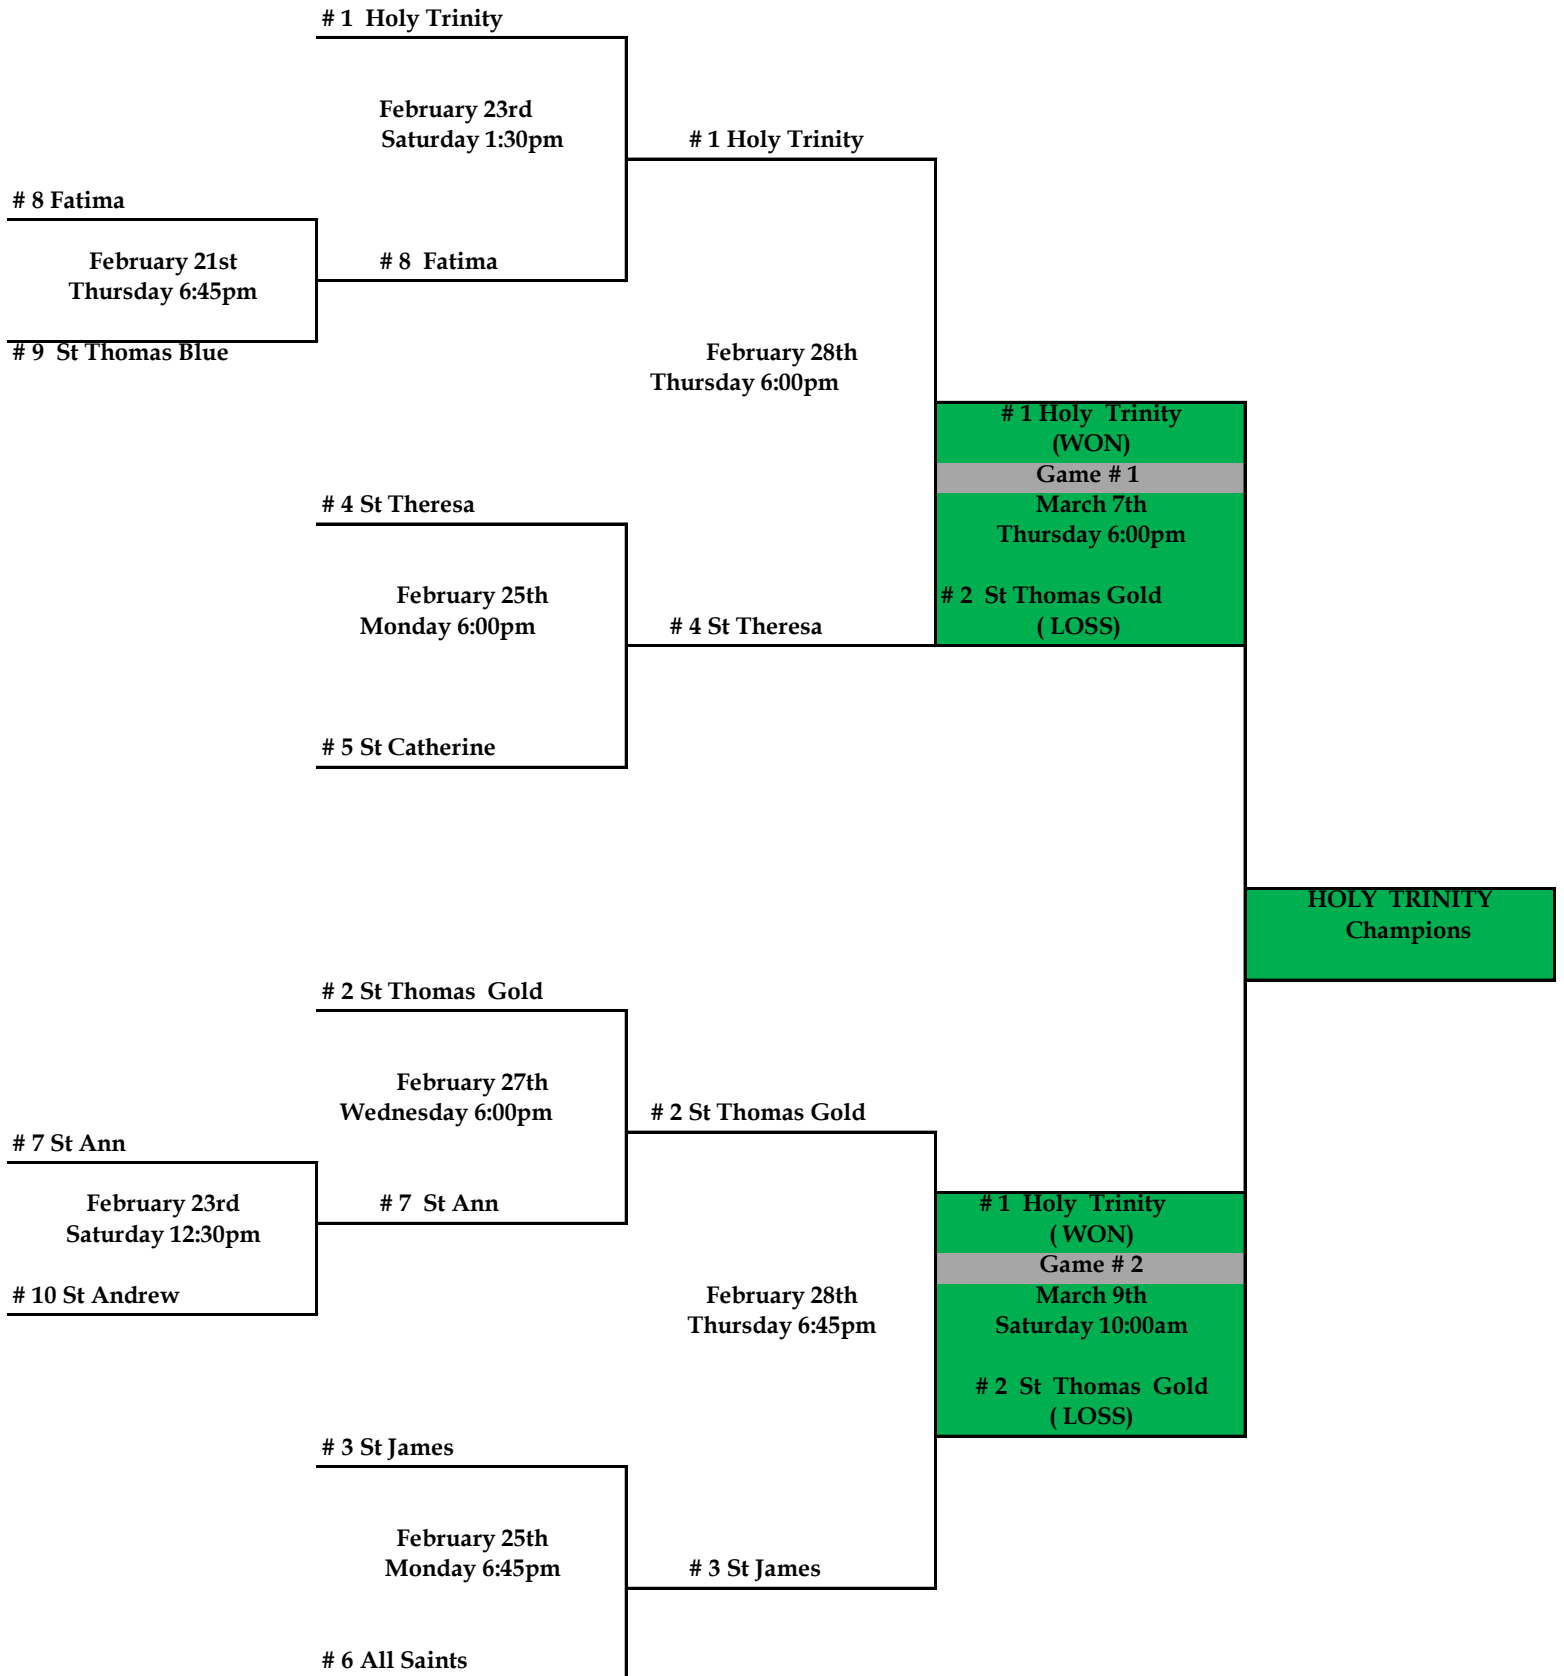 # 1 Holy Trinity
February 23rd
Saturday 1:30pm
# 1 Holy Trinity
# 8 Fatima
February 21st
Thursday 6:45pm
# 8 Fatima
# 9 St Thomas Blue
February 28th
Thursday 6:00pm
# 1 Holy Trinity
(WON)
Game # 1
March 7th
Thursday 6:00pm
# 2 St Thomas Gold
( LOSS)
# 4 St Theresa
February 25th
Monday 6:00pm
# 4 St Theresa
# 5 St Catherine
HOLY TRINITY
Champions
# 2 St Thomas Gold
February 27th
Wednesday 6:00pm
# 2 St Thomas Gold
# 7 St Ann
February 23rd
Saturday 12:30pm
# 7 St Ann
# 10 St Andrew
February 28th
Thursday 6:45pm
# 1 Holy Trinity
( WON)
Game # 2
March 9th
Saturday 10:00am
# 2 St Thomas Gold
( LOSS)
# 3 St James
February 25th
Monday 6:45pm
# 3 St James
# 6 All Saints